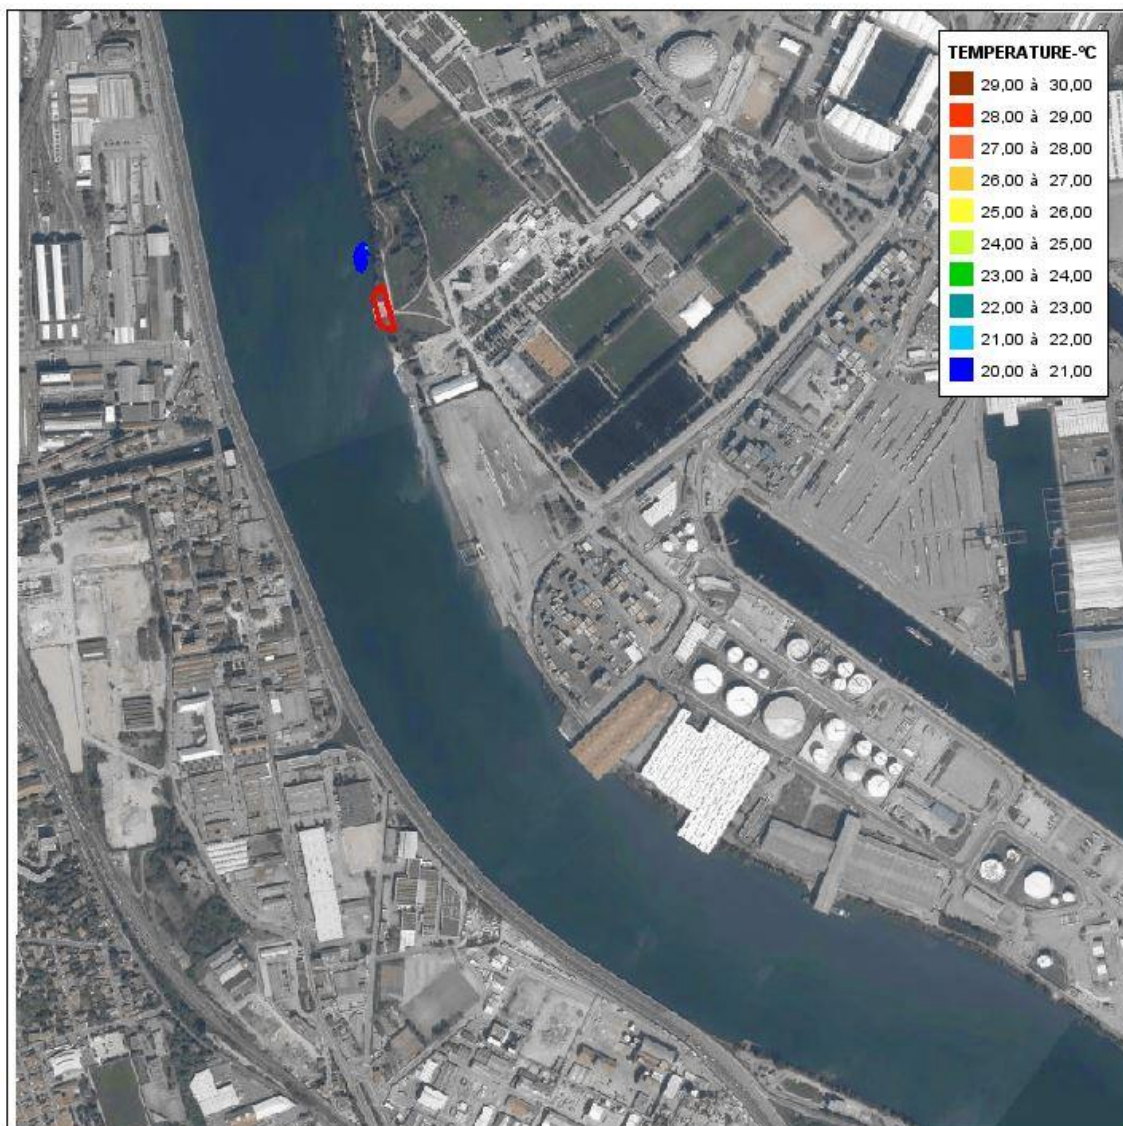 TEMPERATURE-°C
29,00 à 30,00
28,00 à 29,00
27,00 à 28,00
26,00 à 27,00
25,00 à 26,00
24,00 à 25,00
23,00 à 24,00
22,00 à 23,00
21,00 à 22,00
20,00 à 21,00